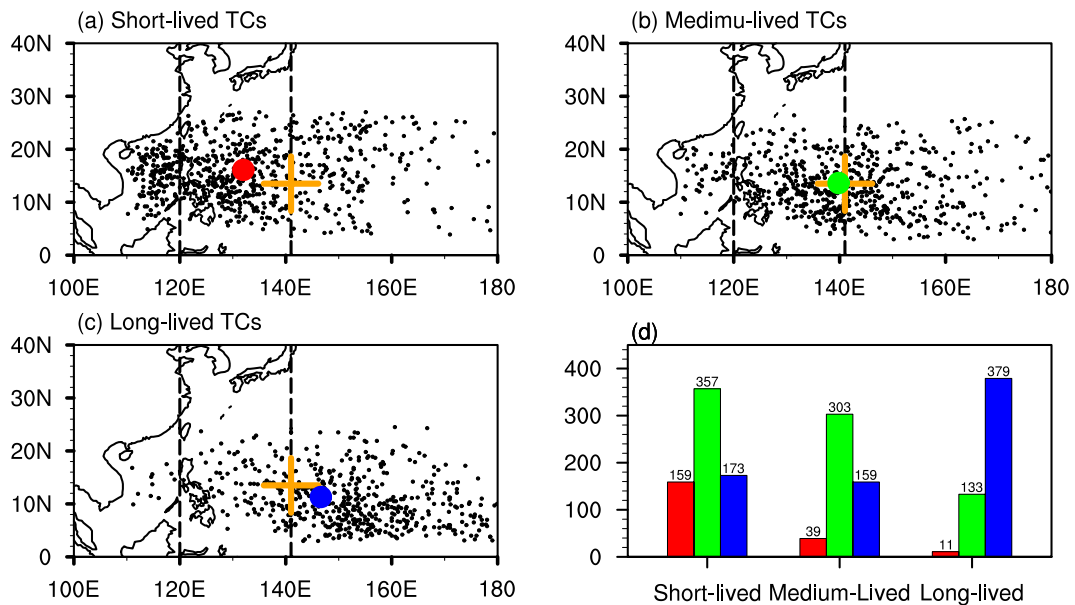 (a) Short-lived TCs
40N
30N
20N
10N
0
100E 120E 140E 160E 180
(b) Medimu-lived TCs
40N
30N
20N
10N
0
100E 120E 140E 160E 180
(c) Long-lived TCs
40N
30N
20N
10N
0
100E 120E 140E 160E 180
(d)
400
300
200
100
0
159 357 173
39 303 159
11 133 379
Short-lived Medium-Lived Long-lived